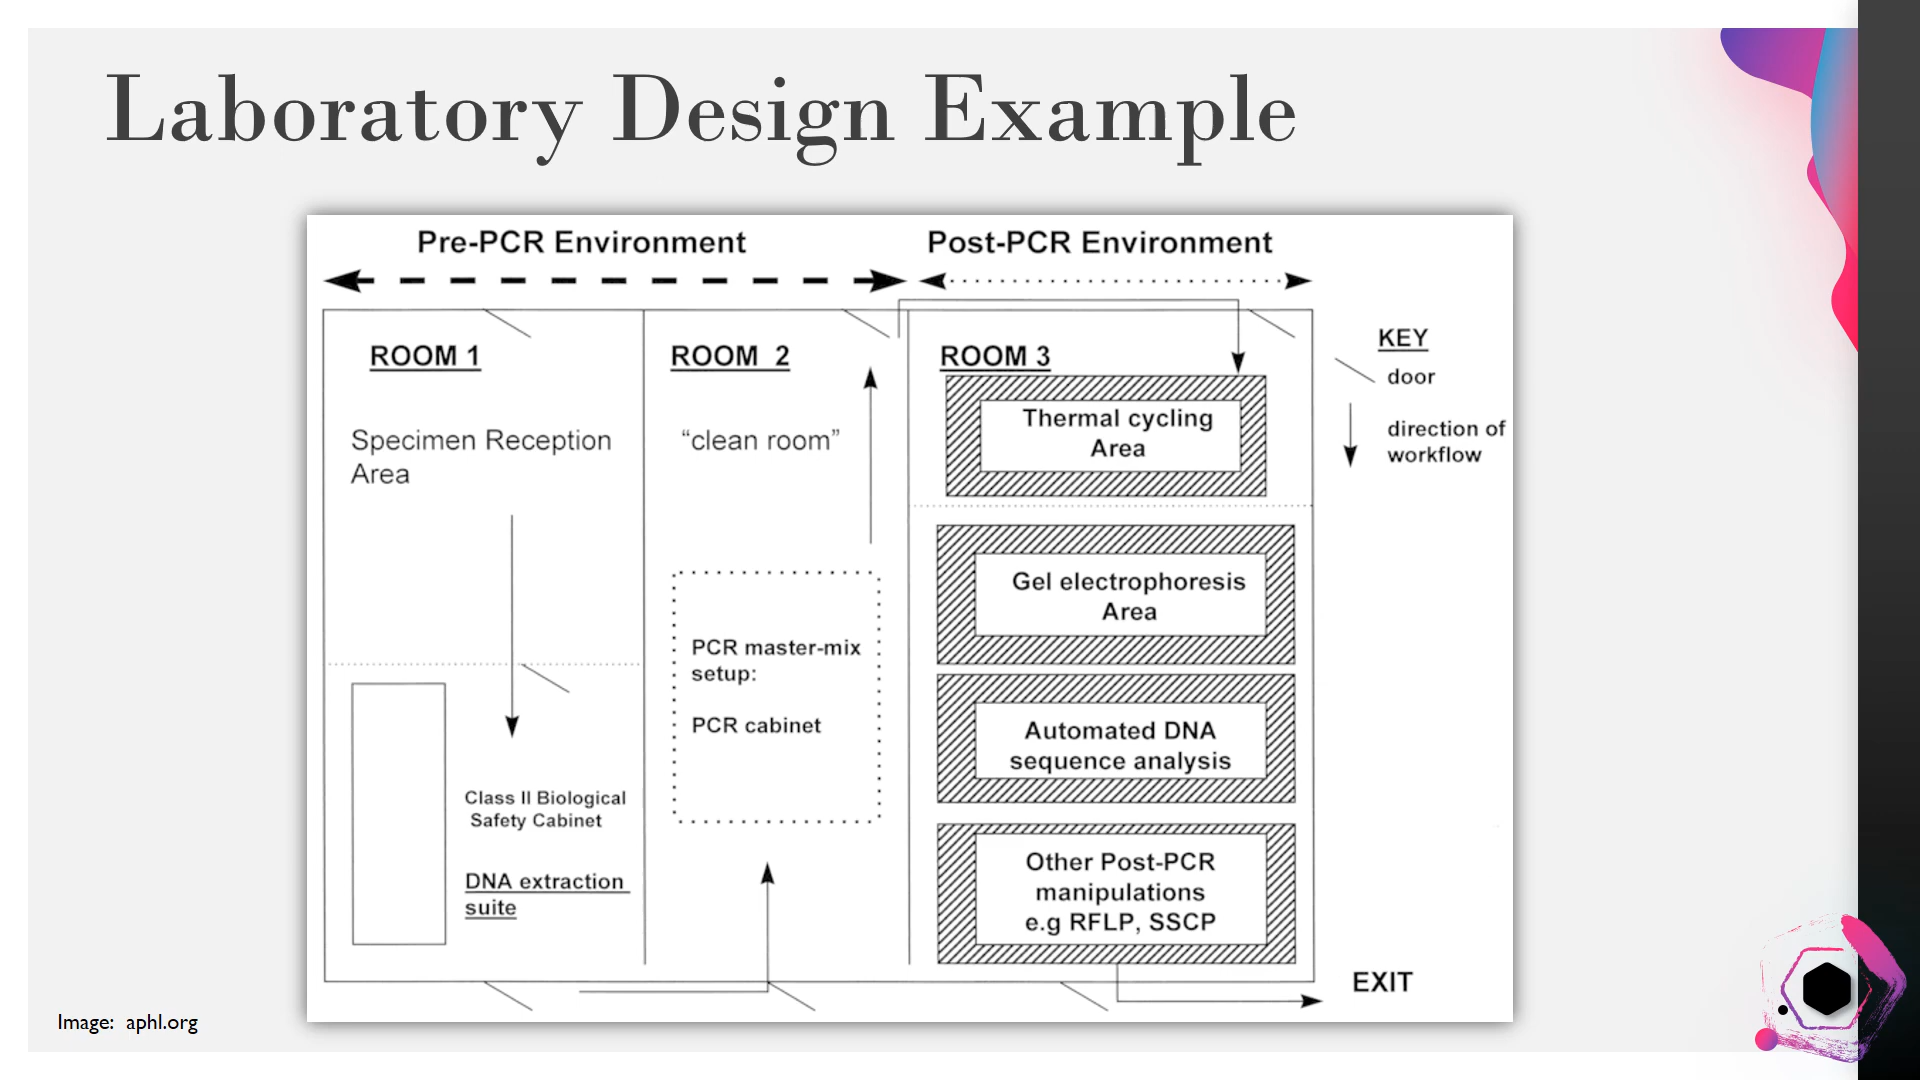 Laboratory Design Example
Pre-PCR Environment
Post-PCR Environment
ROOM 1
Specimen Reception
Area
Class II Biological
Safety Cabinet
DNA extraction
suite
ROOM 2
“clean room”
PCR master-mix
setup:
PCR cabinet
ROOM 3
Thermal cycling
Area
Gel electrophoresis
Area
Automated DNA
sequence analysis
Other Post-PCR
manipulations
e.g RFLP, SSCP
KEY
door
direction of
workflow
EXIT
Image: aphl.org